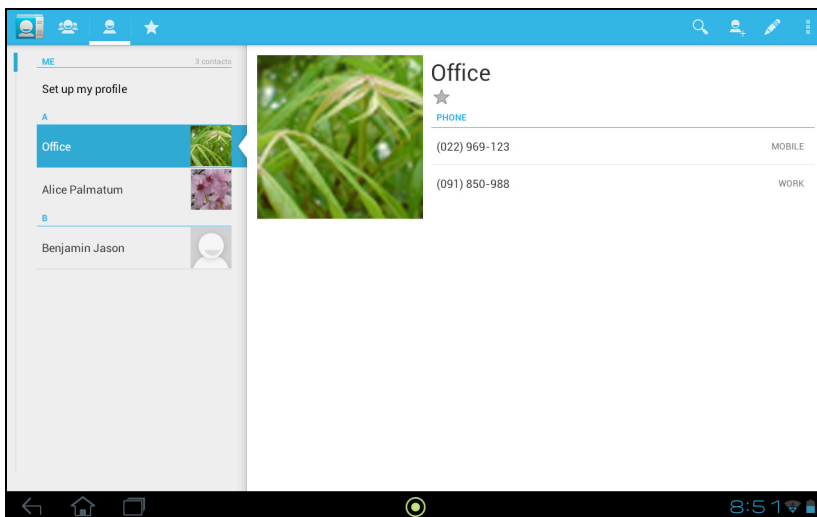 ME 3 contacts
Set up my profile
A
Office
Alice Palmatum
B
Benjamin Jason
Office
PHONE
(022) 969-123 MOBILE
(091) 850-988 WORK
8:51